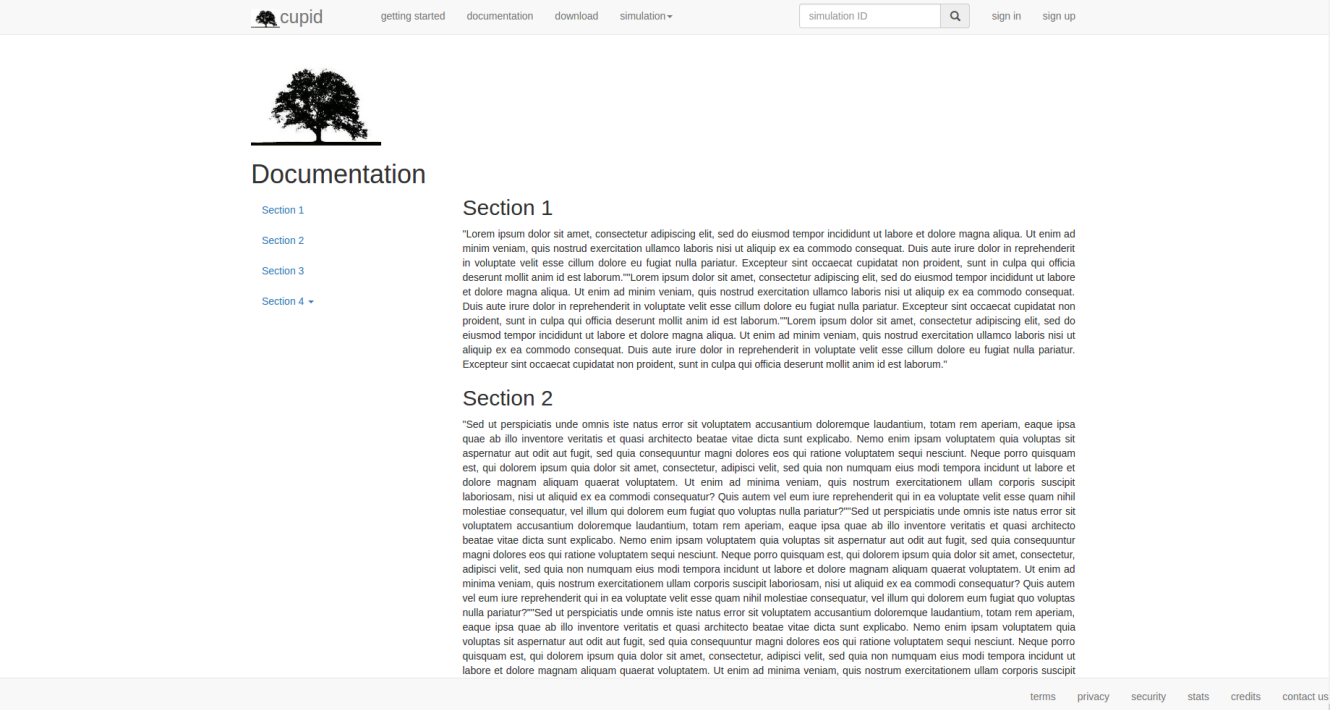 cupid getting started documentation download simulation simulation ID sign in sign up
Documentation
Section 1
Section 2
Section 3
Section 4
Section 1
"Lorem ipsum dolor sit amet, consectetur adipiscing elit, sed do eiusmod tempor incididunt ut labore et dolore magna aliqua. Ut enim ad
minim veniam, quis nostrud exercitation ullamco laboris nisi ut aliquip ex ea commodo consequat. Duis aute irure dolor in reprehenderit
in voluptate velit esse cillum dolore eu fugiat nulla pariatur. Excepteur sint occaecat cupidatat non proident, sunt in culpa qui officia
deserunt mollit anim id est laborum.""Lorem ipsum dolor sit amet, consectetur adipiscing elit, sed do eiusmod tempor incididunt ut labore
et dolore magna aliqua. Ut enim ad minim veniam, quis nostrud exercitation ullamco laboris nisi ut aliquip ex ea commodo consequat.
Duis aute irure dolor in reprehenderit in voluptate velit esse cillum dolore eu fugiat nulla pariatur. Excepteur sint occaecat cupidatat non
proident, sunt in culpa qui officia deserunt mollit anim id est laborum.""Lorem ipsum dolor sit amet, consectetur adipiscing elit, sed do
eiusmod tempor incididunt ut labore et dolore magna aliqua. Ut enim ad minim veniam, quis nostrud exercitation ullamco laboris nisi ut
aliquip ex ea commodo consequat. Duis aute irure dolor in reprehenderit in voluptate velit esse cillum dolore eu fugiat nulla pariatur.
Excepteur sint occaecat cupidatat non proident, sunt in culpa qui officia deserunt mollit anim id est laborum."
Section 2
"Sed ut perspiciatis unde omnis iste natus error sit voluptatem accusantium doloremque laudantium, totam rem aperiam, eaque ipsa
quae ab illo inventore veritatis et quasi architecto beatae vitae dicta sunt explicabo. Nemo enim ipsam voluptatem quia voluptas sit
aspernatur aut odit aut fugit, sed quia consequuntur magni dolores eos qui ratione voluptatem sequi nesciunt. Neque porro quisquam
est, qui dolorem ipsum quia dolor sit amet, consectetur, adipisci velit, sed quia non numquam eius modi tempora incidunt ut labore et
dolore magnam aliquam quaerat voluptatem. Ut enim ad minima veniam, quis nostrum exercitationem ullam corporis suscipit
laboriosam, nisi ut aliquid ex ea commodi consequatur? Quis autem vel eum iure reprehenderit qui in ea voluptate velit esse quam nihil
molestiae consequatur, vel illum qui dolorem eum fugiat quo voluptas nulla pariatur?""Sed ut perspiciatis unde omnis iste natus error sit
voluptatem accusantium doloremque laudantium, totam rem aperiam, eaque ipsa quae ab illo inventore veritatis et quasi architecto
beatae vitae dicta sunt explicabo. Nemo enim ipsam voluptatem quia voluptas sit aspernatur aut odit aut fugit, sed quia consequuntur
magni dolores eos qui ratione voluptatem sequi nesciunt. Neque porro quisquam est, qui dolorem ipsum quia dolor sit amet, consectetur,
adipisci velit, sed quia non numquam eius modi tempora incidunt ut labore et dolore magnam aliquam quaerat voluptatem. Ut enim ad
minima veniam, quis nostrum exercitationem ullam corporis suscipit laboriosam, nisi ut aliquid ex ea commodi consequatur? Quis autem
vel eum iure reprehenderit qui in ea voluptate velit esse quam nihil molestiae consequatur, vel illum qui dolorem eum fugiat quo voluptas
nulla pariatur?""Sed ut perspiciatis unde omnis iste natus error sit voluptatem accusantium doloremque laudantium, totam rem aperiam,
eaque ipsa quae ab illo inventore veritatis et quasi architecto beatae vitae dicta sunt explicabo. Nemo enim ipsam voluptatem quia
voluptas sit aspernatur aut odit aut fugit, sed quia consequuntur magni dolores eos qui ratione voluptatem sequi nesciunt. Neque porro
quisquam est, qui dolorem ipsum quia dolor sit amet, consectetur, adipisci velit, sed quia non numquam eius modi tempora incidunt ut
labore et dolore magnam aliquam quaerat voluptatem. Ut enim ad minima veniam, quis nostrum exercitationem ullam corporis suscipit
terms privacy security stats credits contact us